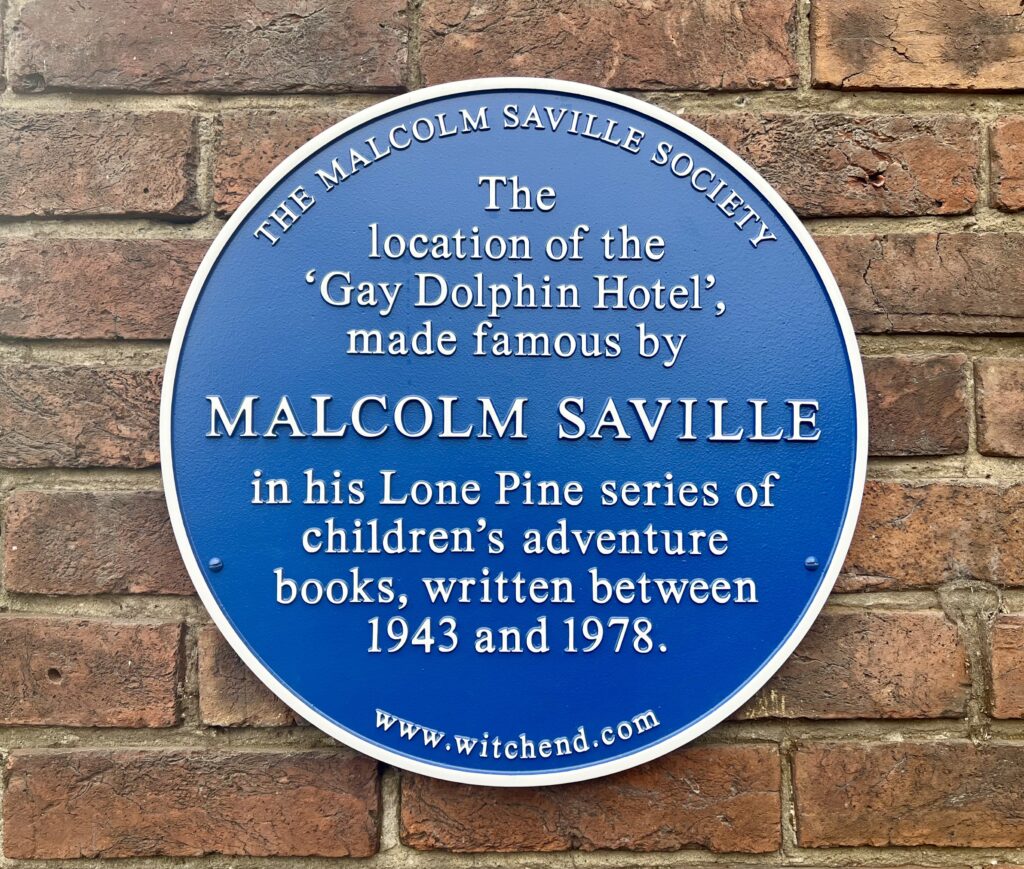 THE MALCOLM SAVILLE SOCIETY
The
location of the
‘Gay Dolphin Hotel’,
made famous by
MALCOLM SAVILLE
in his Lone Pine series of
children’s adventure
books, written between
1943 and 1978.
www.witchend.com